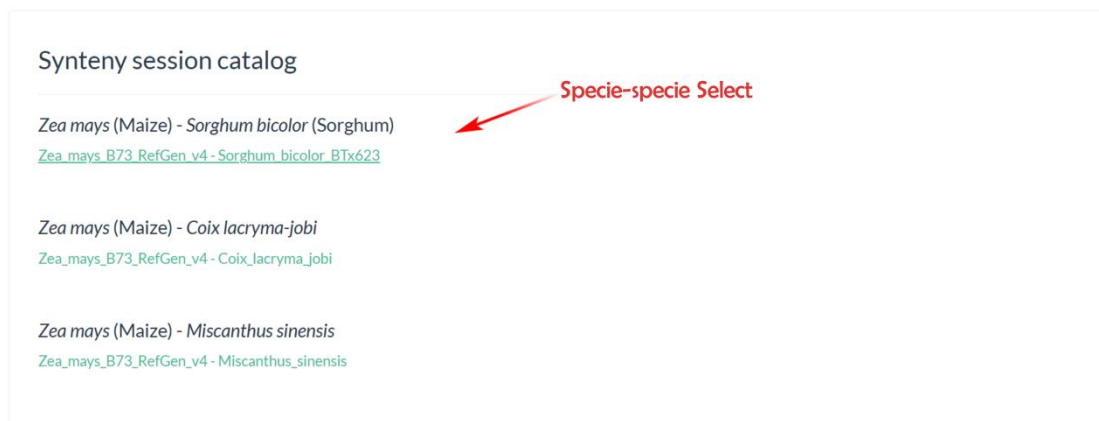 Synteny session catalog
Specie-specie Select
Zea mays (Maize) - Sorghum bicolor (Sorghum)
Zea_mays_B73_RefGen_v4 - Sorghum_bicolor_BTx623
Zea mays (Maize) - Coix lacryma-jobi
Zea_mays_B73_RefGen_v4 - Coix_lacryma_jobi
Zea mays (Maize) - Miscanthus sinensis
Zea_mays_B73_RefGen_v4 - Miscanthus_sinensis